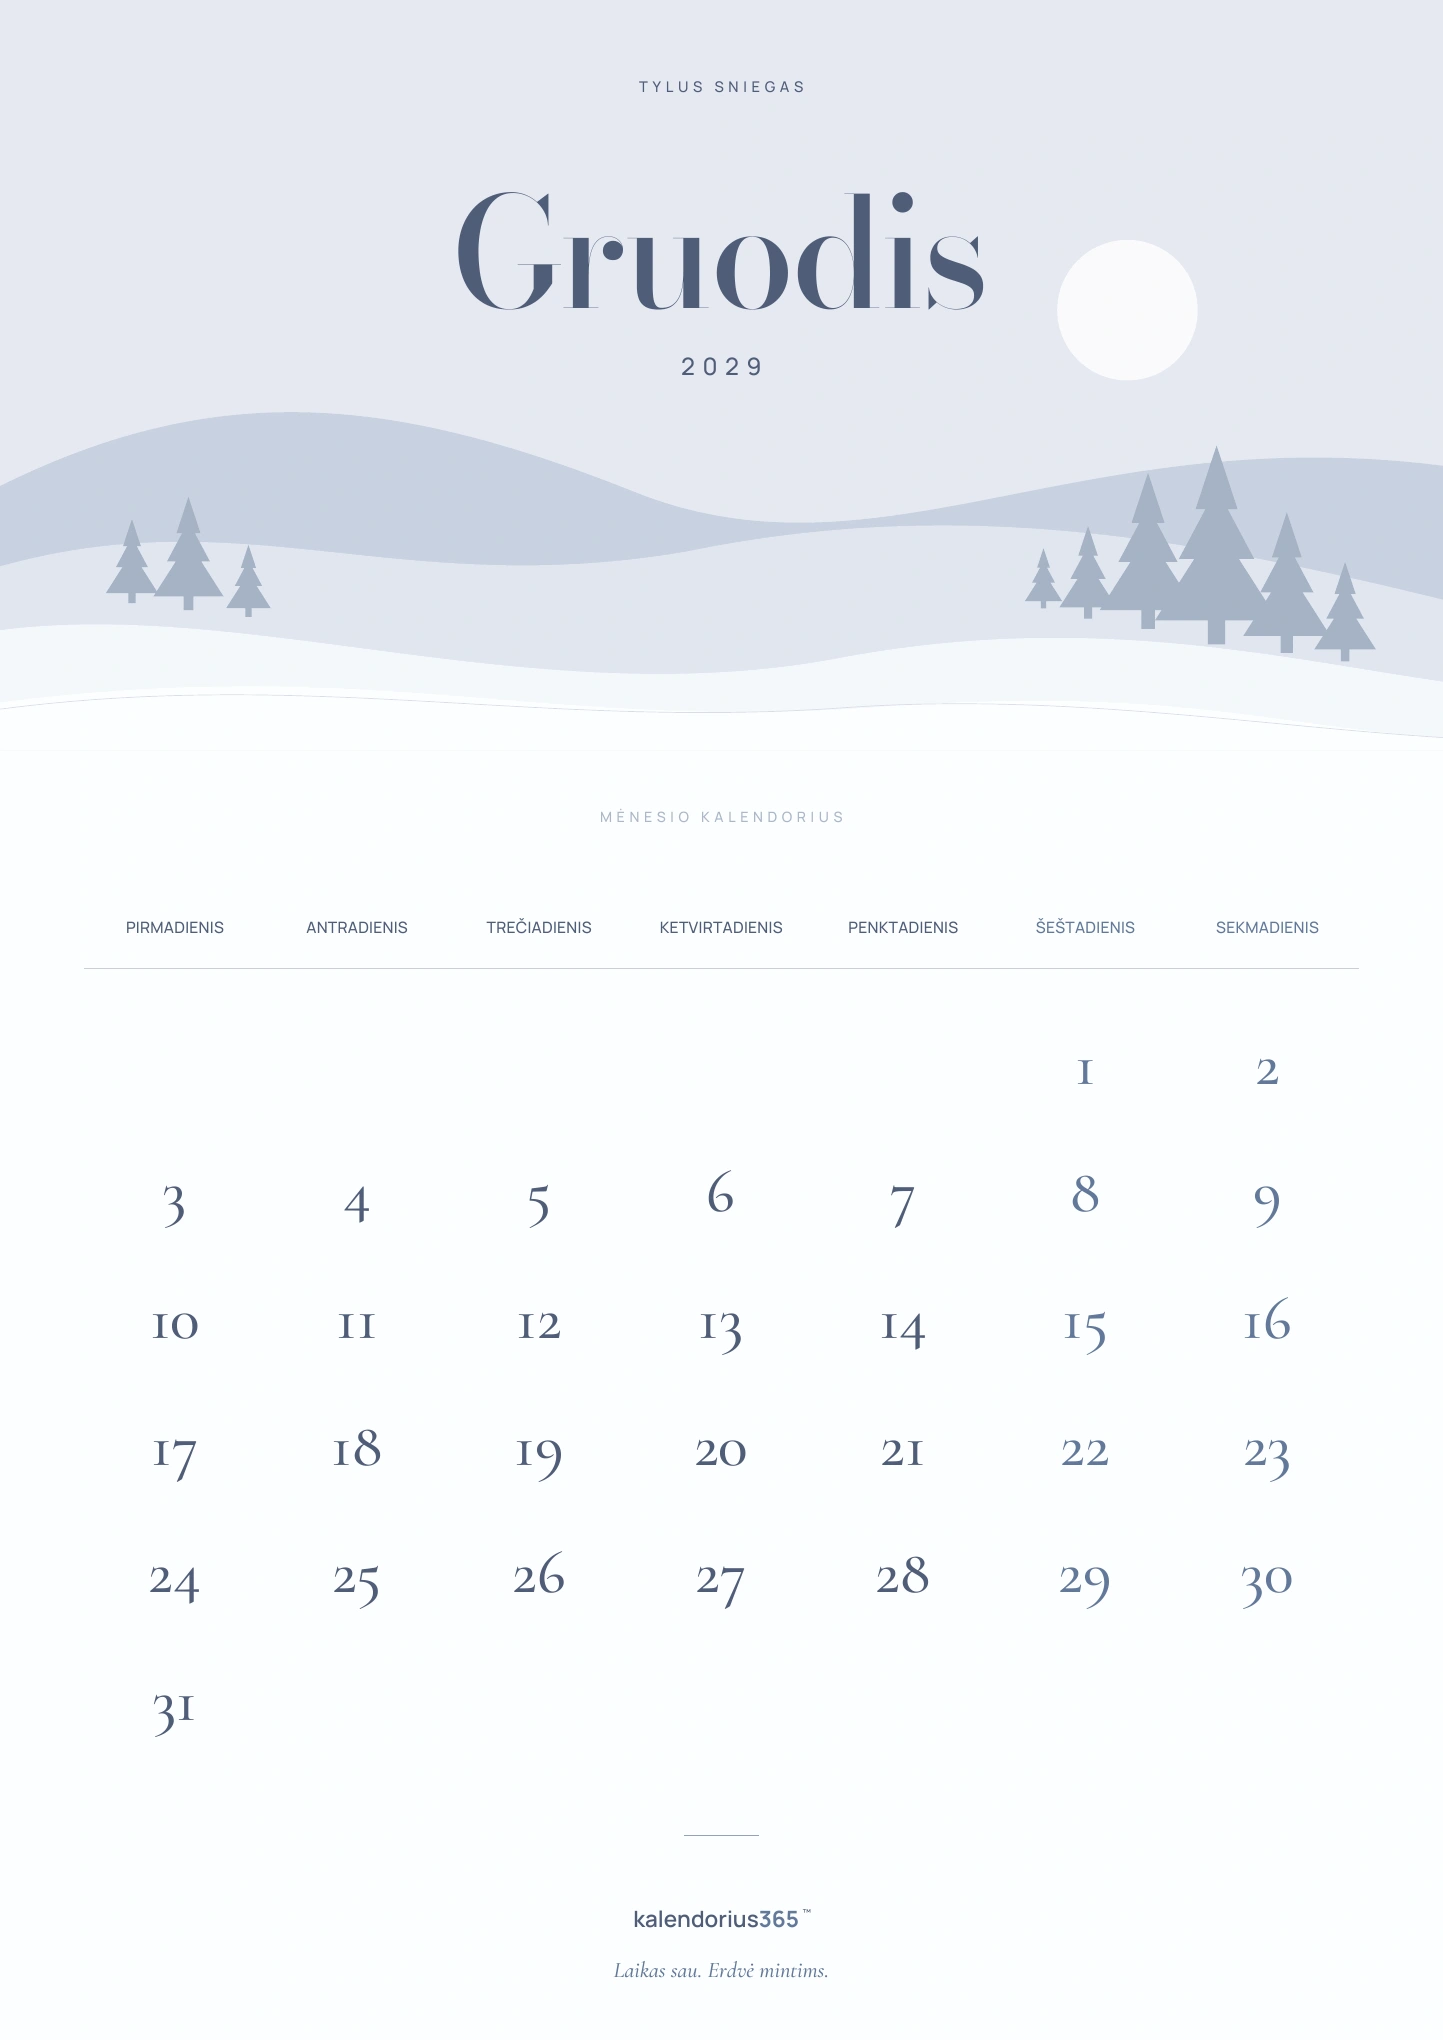 TYLUS SNIEGAS
Gruodis
2029
MĖNESIO KALENDORIUS
PIRMADIENIS ANTRADIENIS TREČIADIENIS KETVIRTADIENIS PENKTADIENIS ŠEŠTADIENIS SEKMADIENIS
1 2
3 4 5 6 7 8 9
10 11 12 13 14 15 16
17 18 19 20 21 22 23
24 25 26 27 28 29 30
31
kalendorius365™
Laikas sau. Erdvė mintims.